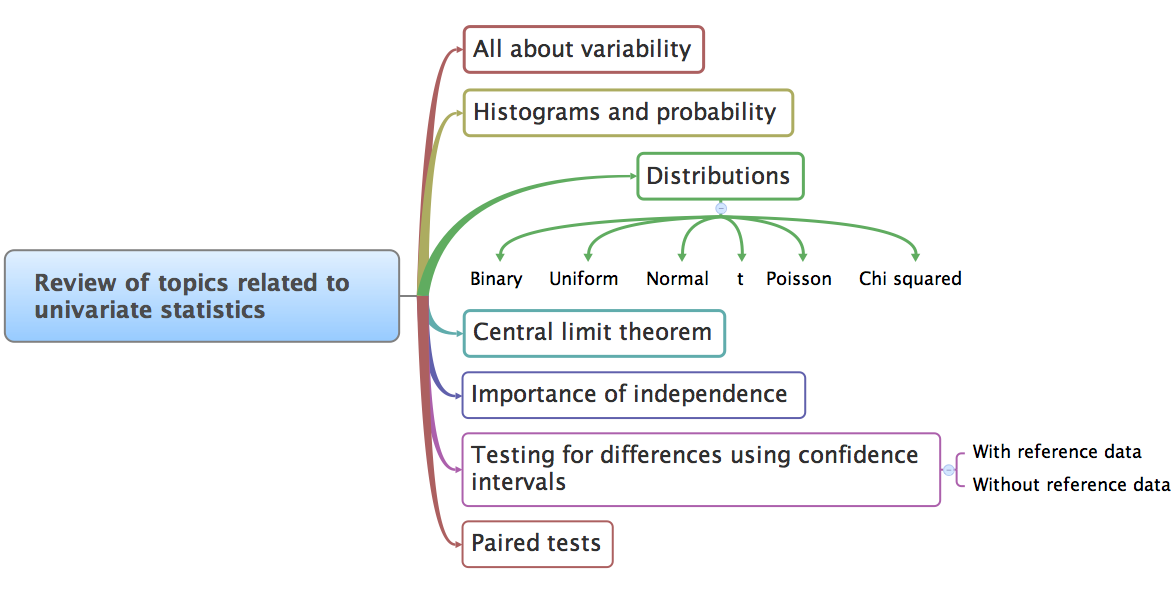 All about variability
Histograms and probability
Distributions
Binary Uniform Normal t Poisson Chi squared
Review of topics related to
univariate statistics
Central limit theorem
Importance of independence
Testing for differences using confidence
intervals
With reference data
Without reference data
Paired tests